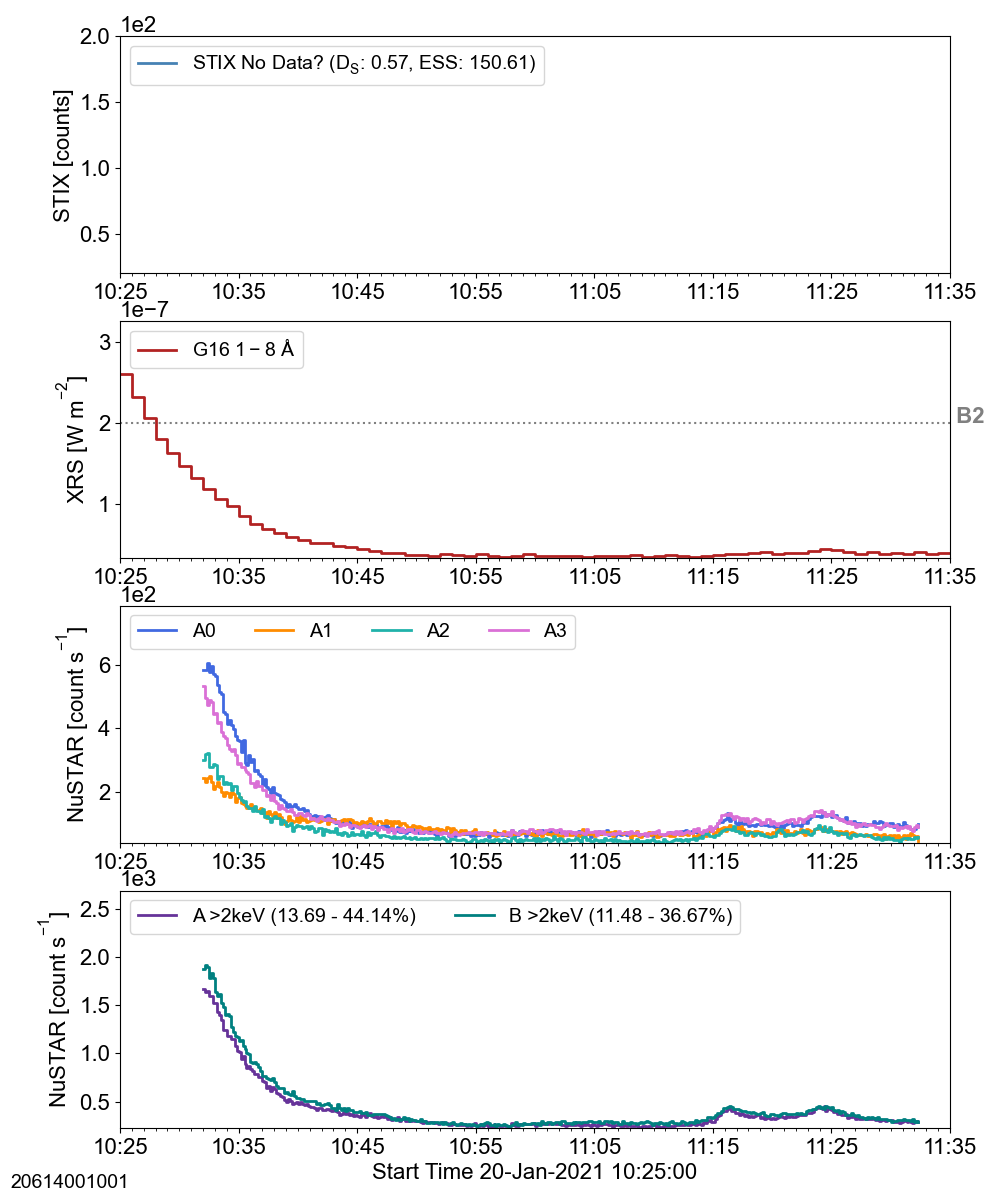 1e2
STIX No Data? (D_S: 0.57, ESS: 150.61)
STIX [counts]
2.0
1.5
1.0
0.5
10:25 10:35 10:45 10:55 11:05 11:15 11:25 11:35
1e−7
G16 1 − 8 Å
XRS [W m⁻²]
3
2
1
B2
10:25 10:35 10:45 10:55 11:05 11:15 11:25 11:35
1e2
A0 A1 A2 A3
NuSTAR [count s⁻¹]
6
4
2
10:25 10:35 10:45 10:55 11:05 11:15 11:25 11:35
1e3
A >2keV (13.69 - 44.14%) B >2keV (11.48 - 36.67%)
NuSTAR [count s⁻¹]
2.5
2.0
1.5
1.0
0.5
10:25 10:35 10:45 10:55 11:05 11:15 11:25 11:35
Start Time 20-Jan-2021 10:25:00
20614001001